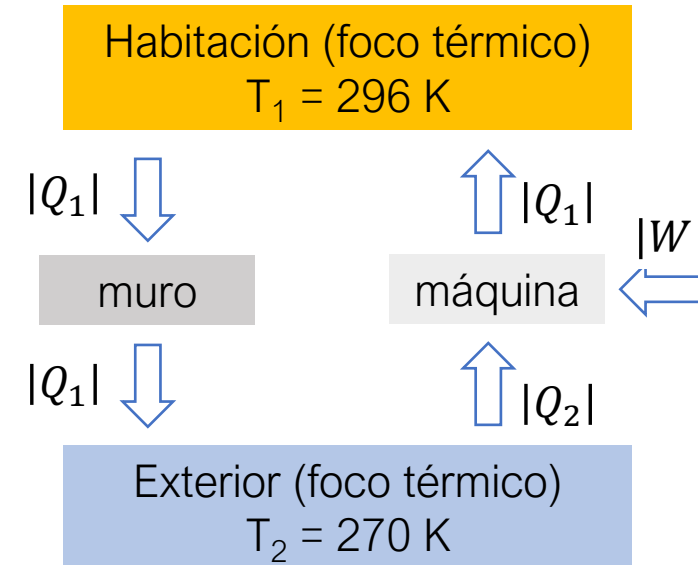 Habitación (foco térmico)
T₁ = 296 K
|Q₁|
|Q₁|
|W
muro
máquina
|Q₁|
|Q₂|
Exterior (foco térmico)
T₂ = 270 K